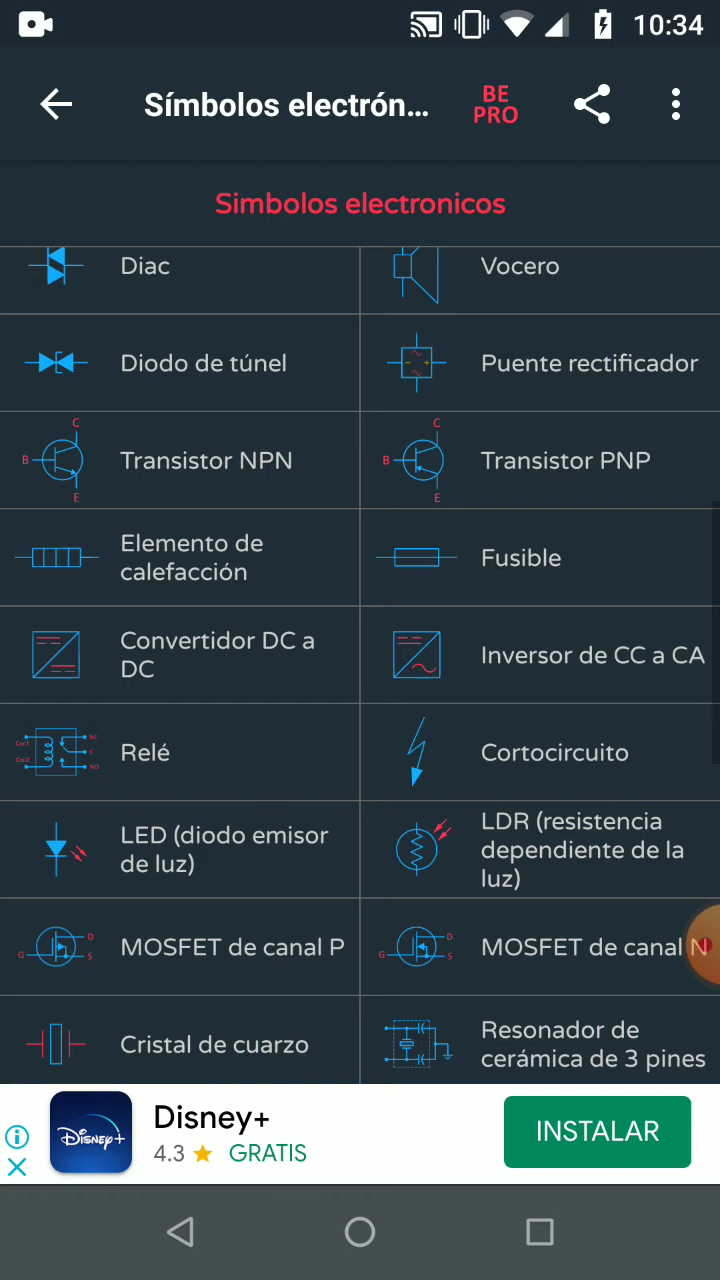 10:34
Símbolos electrón...
BE
PRO
Simbolos electronicos
Diac
Vocero
Diodo de túnel
Puente rectificador
C
B
E
Transistor NPN
C
B
E
Transistor PNP
Elemento de
calefacción
Fusible
Convertidor DC a
DC
Inversor de CC a CA
Coil1
Coil2
NC
C
NO
Relé
Cortocircuito
LED (diodo emisor
de luz)
LDR (resistencia
dependiente de la
luz)
G
D
S
MOSFET de canal P
G
D
S
MOSFET de canal N
Cristal de cuarzo
Resonador de
cerámica de 3 pines
Disney+
Disney+
4.3 ★ GRATIS
INSTALAR